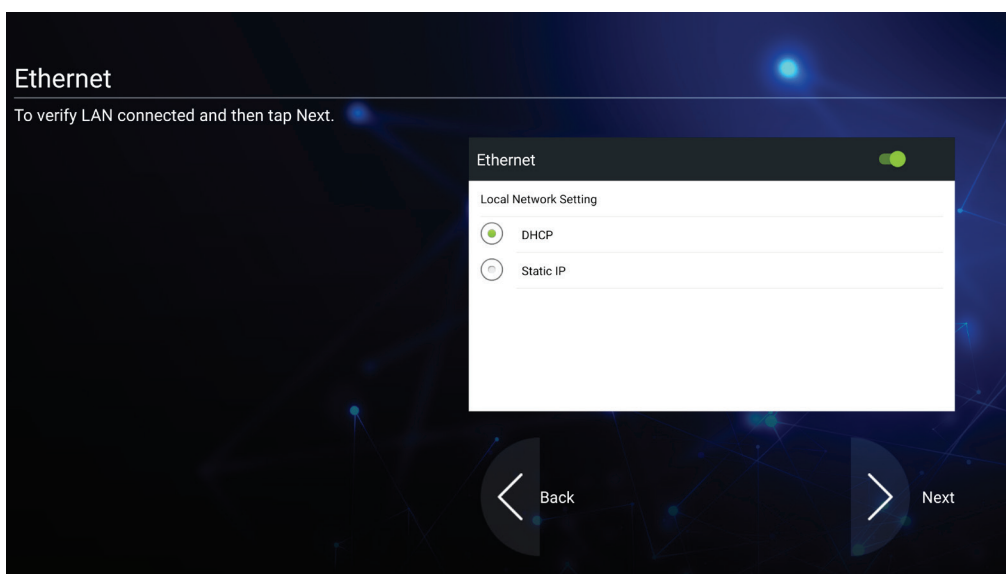 Ethernet
To verify LAN connected and then tap Next.
Ethernet
Local Network Setting
DHCP
Static IP
Back
Next